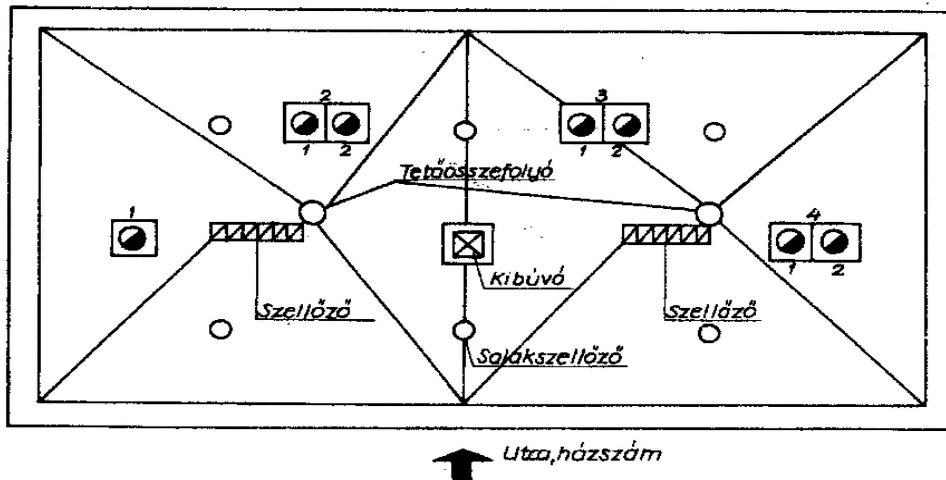 2
3
1 2
1 2
Tetőösszefolyó
1
4
1 2
Kibúvó
Szellőző
Szellőző
Salakszellőző
Utca,házszám